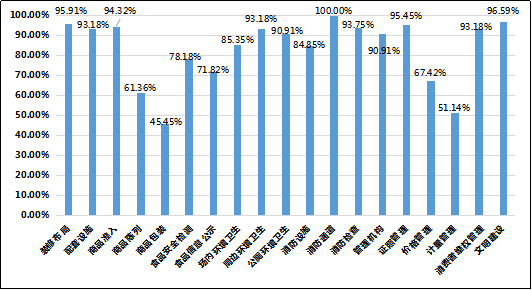 100.00%
90.00%
80.00%
70.00%
60.00%
50.00%
40.00%
30.00%
20.00%
10.00%
0.00%
95.91%
93.18%
94.32%
61.36%
45.45%
78.18%
71.82%
85.35%
93.18%
90.91%
84.85%
100.00%
93.75%
90.91%
95.45%
67.42%
51.14%
93.18%
96.59%
装修布局
配套设施
商品准入
商品陈列
商品包装
食品安全检测
食品信息公示
场内环境卫生
周边环境卫生
公厕环境卫生
消防设施
消防通道
消防检查
管理机构
证照管理
价格管理
计量管理
消费者维权管理
文明建设